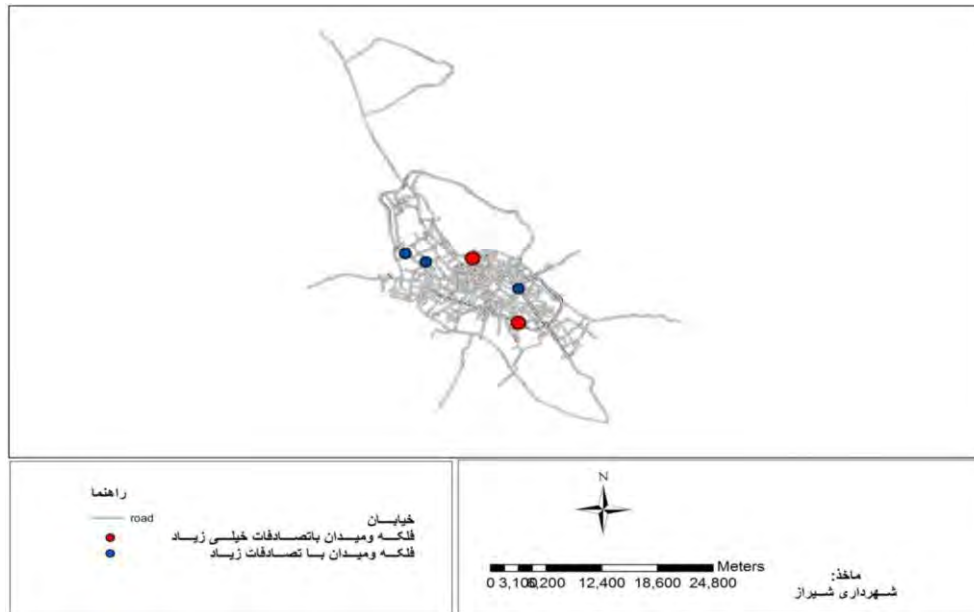 راهنما
road خیابان
فلکه ومیدان باتصادفات خیلی زیاد
فلکه ومیدان با تصادفات زیاد
N
Meters
0 3,100 6,200 12,400 18,600 24,800
ماخذ:
شهرداری شیراز